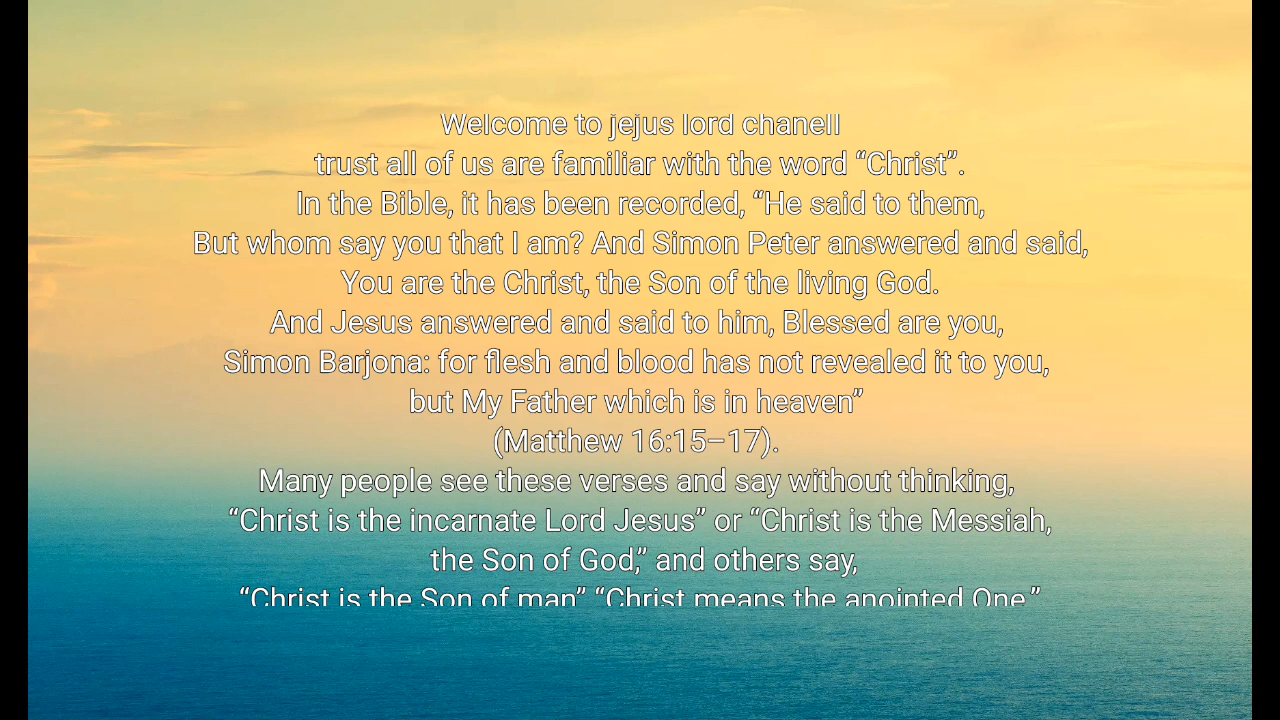 Welcome to jejus lord chanell
trust all of us are familiar with the word “Christ”.
In the Bible, it has been recorded, “He said to them,
But whom say you that I am? And Simon Peter answered and said,
You are the Christ, the Son of the living God.
And Jesus answered and said to him, Blessed are you,
Simon Barjona: for flesh and blood has not revealed it to you,
but My Father which is in heaven”
(Matthew 16:15–17).
Many people see these verses and say without thinking,
“Christ is the incarnate Lord Jesus” or “Christ is the Messiah,
the Son of God,” and others say,
“Christ is the Son of man” “Christ means the anointed One.”